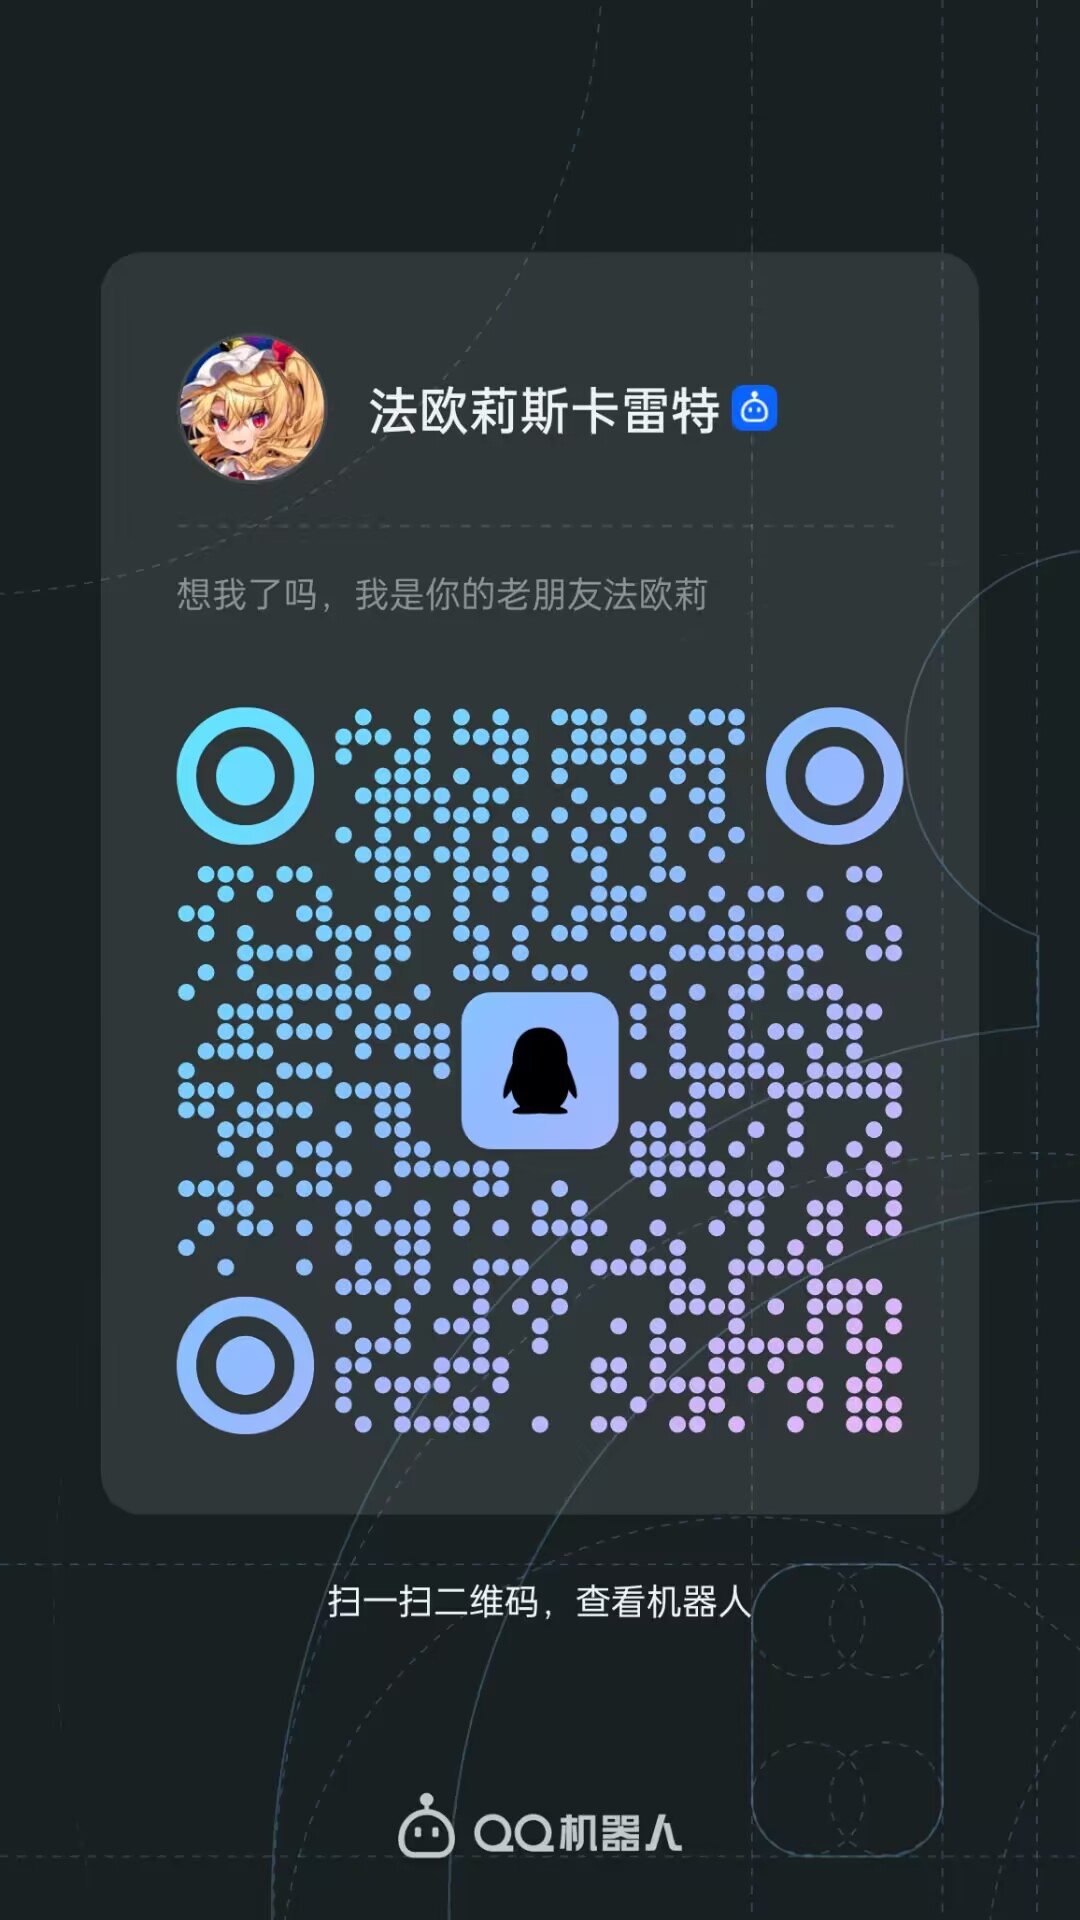 法欧莉斯卡雷特
想我了吗，我是你的老朋友法欧莉
扫一扫二维码，查看机器人
QQ机器人